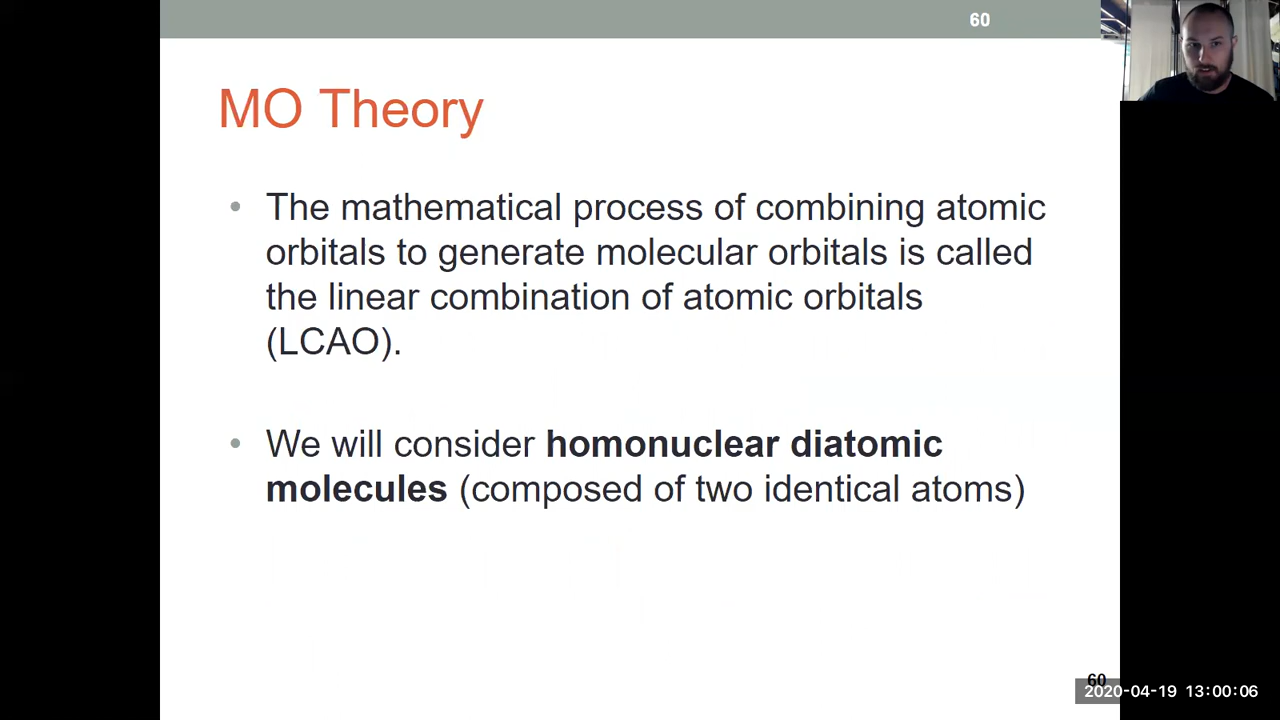 60
MO Theory
• The mathematical process of combining atomic
orbitals to generate molecular orbitals is called
the linear combination of atomic orbitals
(LCAO).
• We will consider homonuclear diatomic
molecules (composed of two identical atoms)
60
2020-04-19 13:00:06